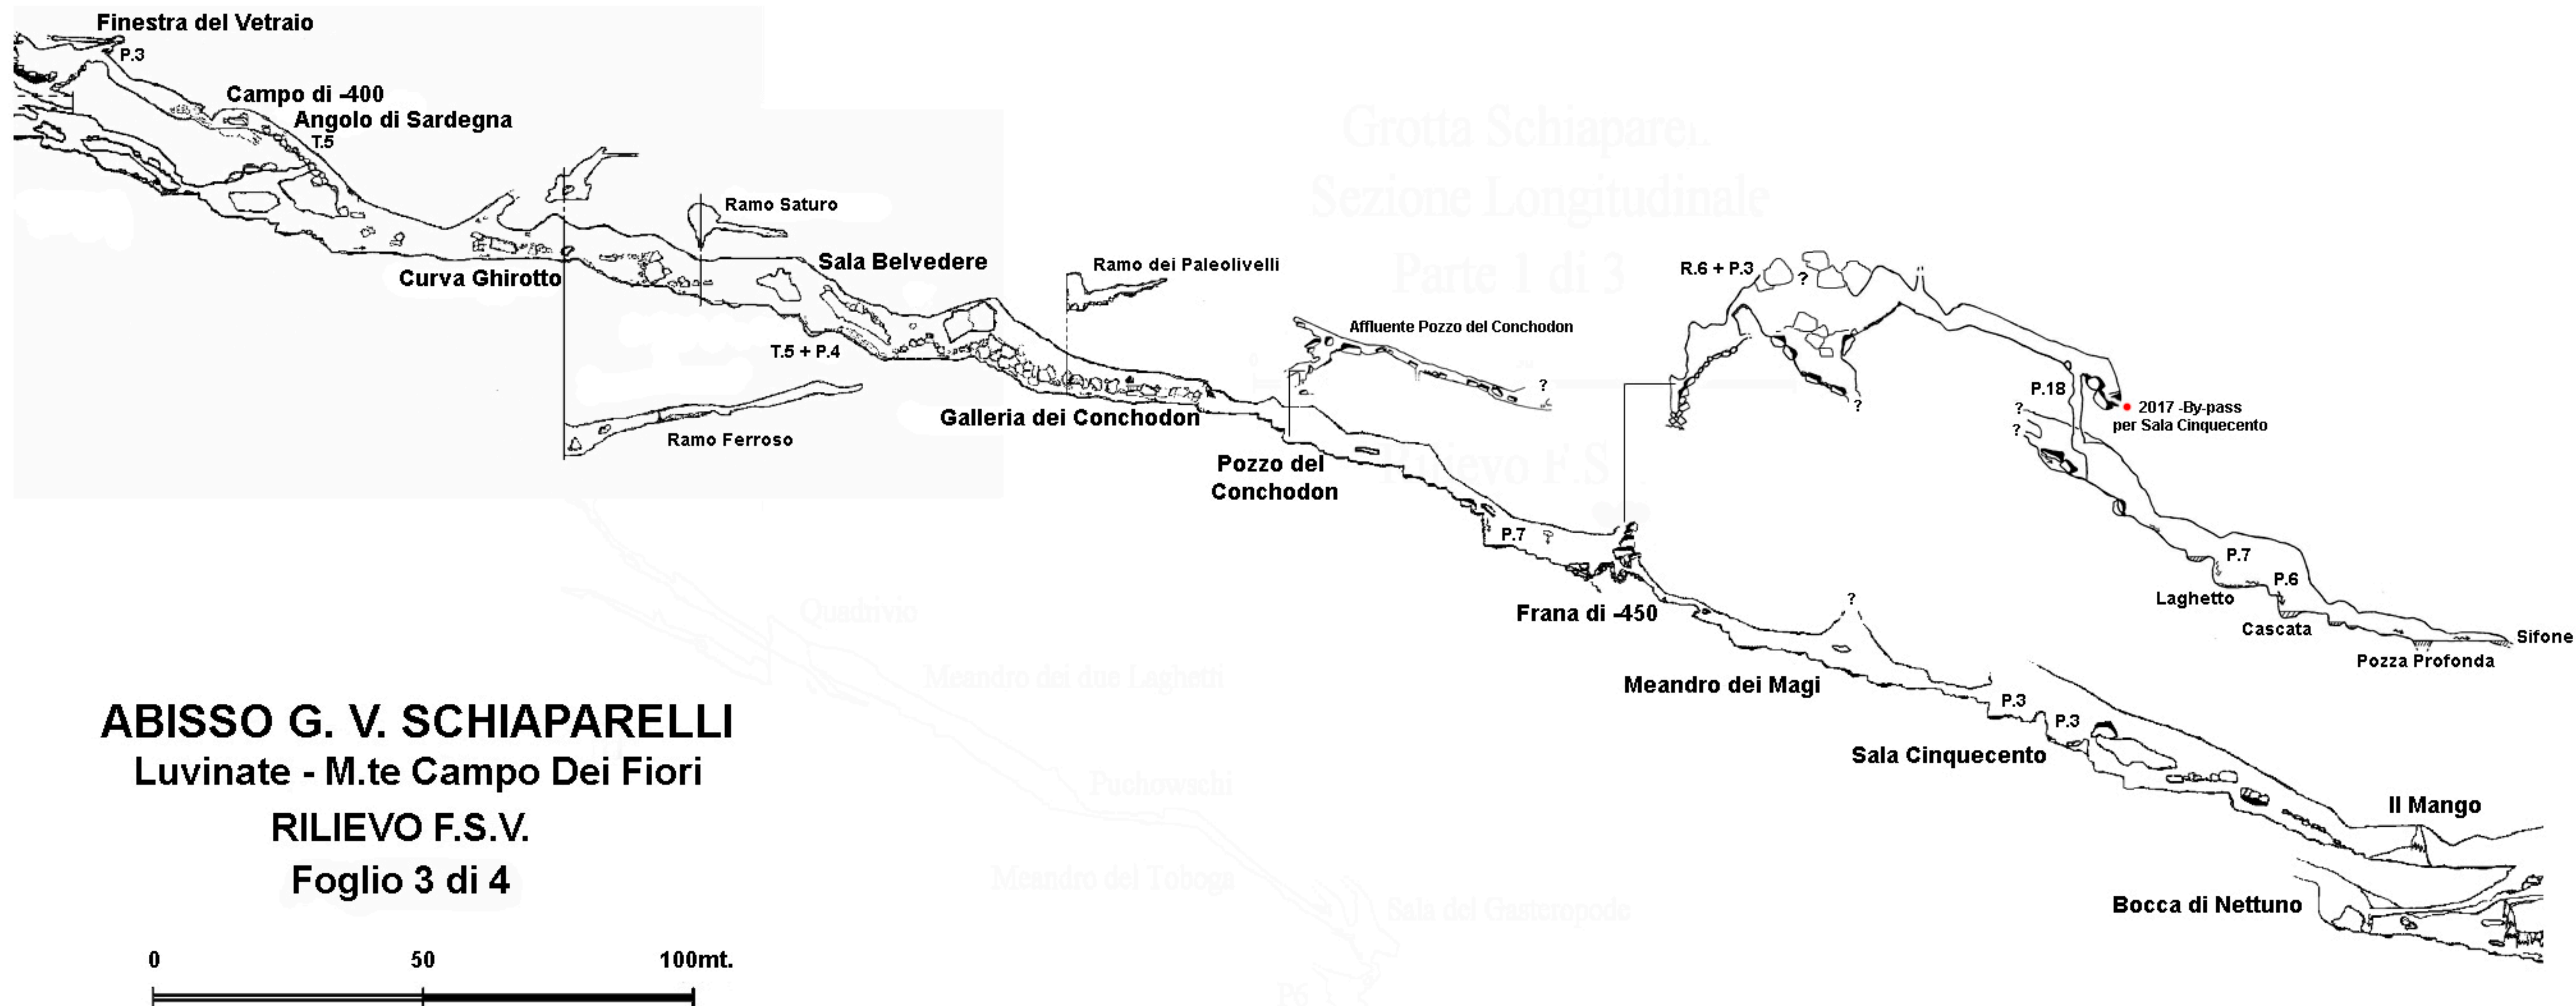 Finestra del Vetraio
P.3
Campo di -400
Angolo di Sardegna
T.5
Ramo Saturo
Curva Ghirotto
Sala Belvedere
T.5 + P.4
Ramo Ferroso
Ramo dei Paleolivelli
Galleria dei Conchodon
Affluente Pozzo del Conchodon
?
Pozzo del
Conchodon
P.7
R.6 + P.3
?
?
P.18
2017 -By-pass
per Sala Cinquecento
?
?
P.7
P.6
Laghetto
Cascata
Sifone
Pozza Profonda
Frana di -450
?
Meandro dei Magi
P.3
P.3
Sala Cinquecento
Il Mango
Bocca di Nettuno
Grotta Schiaparel
Sezione Longitudinale
Parte 1 di 3
Rilievo F.S
Quadrivio
Meandro dei due Laghetti
Puchowschi
Meandro del Toboga
Sala del Gasteropode
P6
ABISSO G. V. SCHIAPARELLI
Luvinate - M.te Campo Dei Fiori
RILIEVO F.S.V.
Foglio 3 di 4
0 50 100mt.